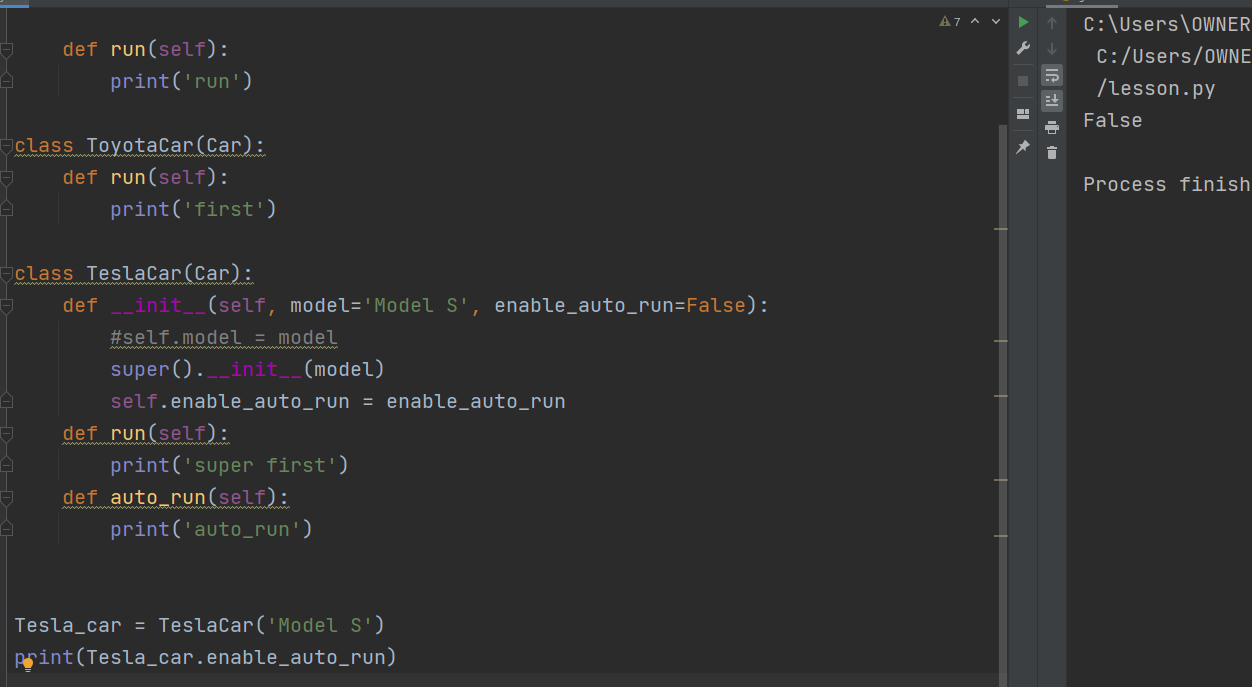 7
def run(self):
print('run')
class ToyotaCar(Car):
def run(self):
print('first')
class TeslaCar(Car):
def __init__(self, model='Model S', enable_auto_run=False):
#self.model = model
super().__init__(model)
self.enable_auto_run = enable_auto_run
def run(self):
print('super first')
def auto_run(self):
print('auto_run')
Tesla_car = TeslaCar('Model S')
print(Tesla_car.enable_auto_run)
C:\Users\OWNER
C:/Users/OWNE
/lesson.py
False
Process finish